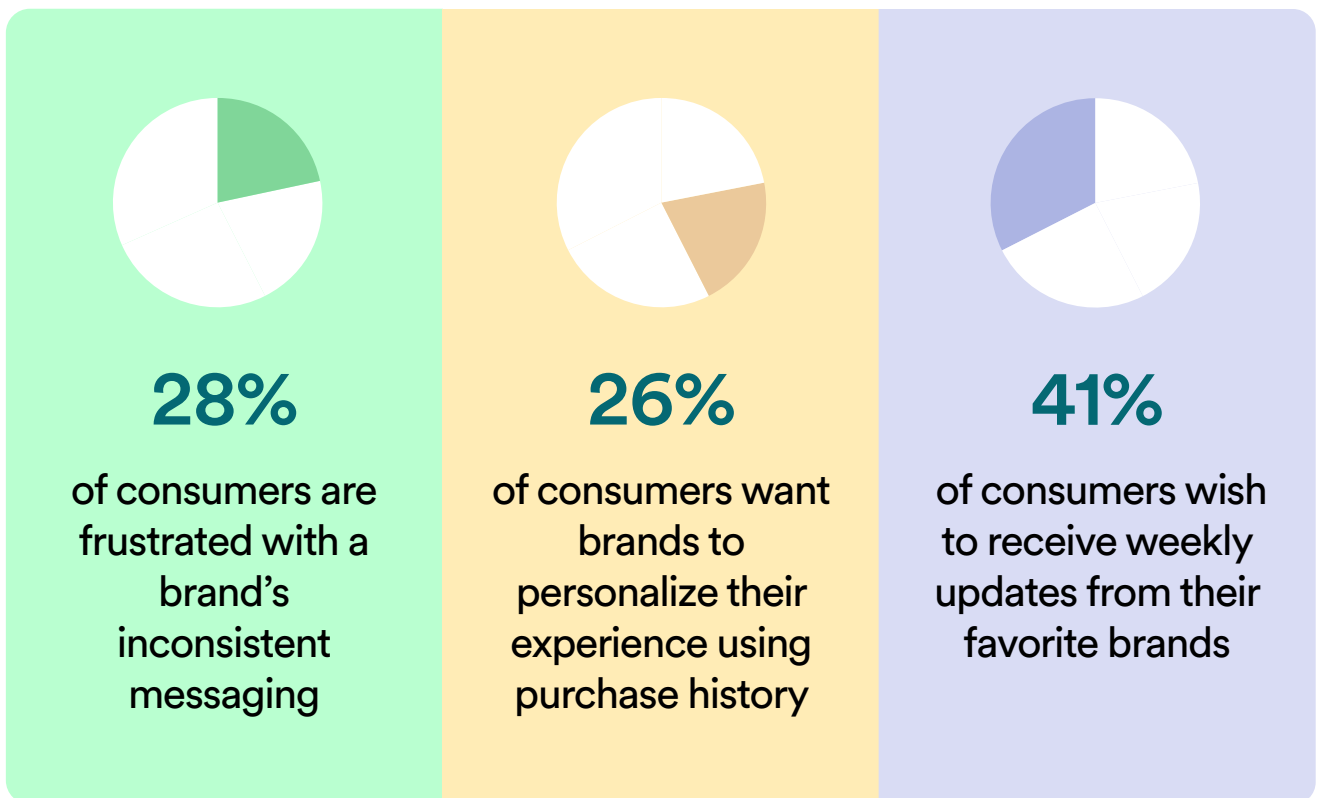 28%
of consumers are
frustrated with a
brand’s
inconsistent
messaging
26%
of consumers want
brands to
personalize their
experience using
purchase history
41%
of consumers wish
to receive weekly
updates from their
favorite brands